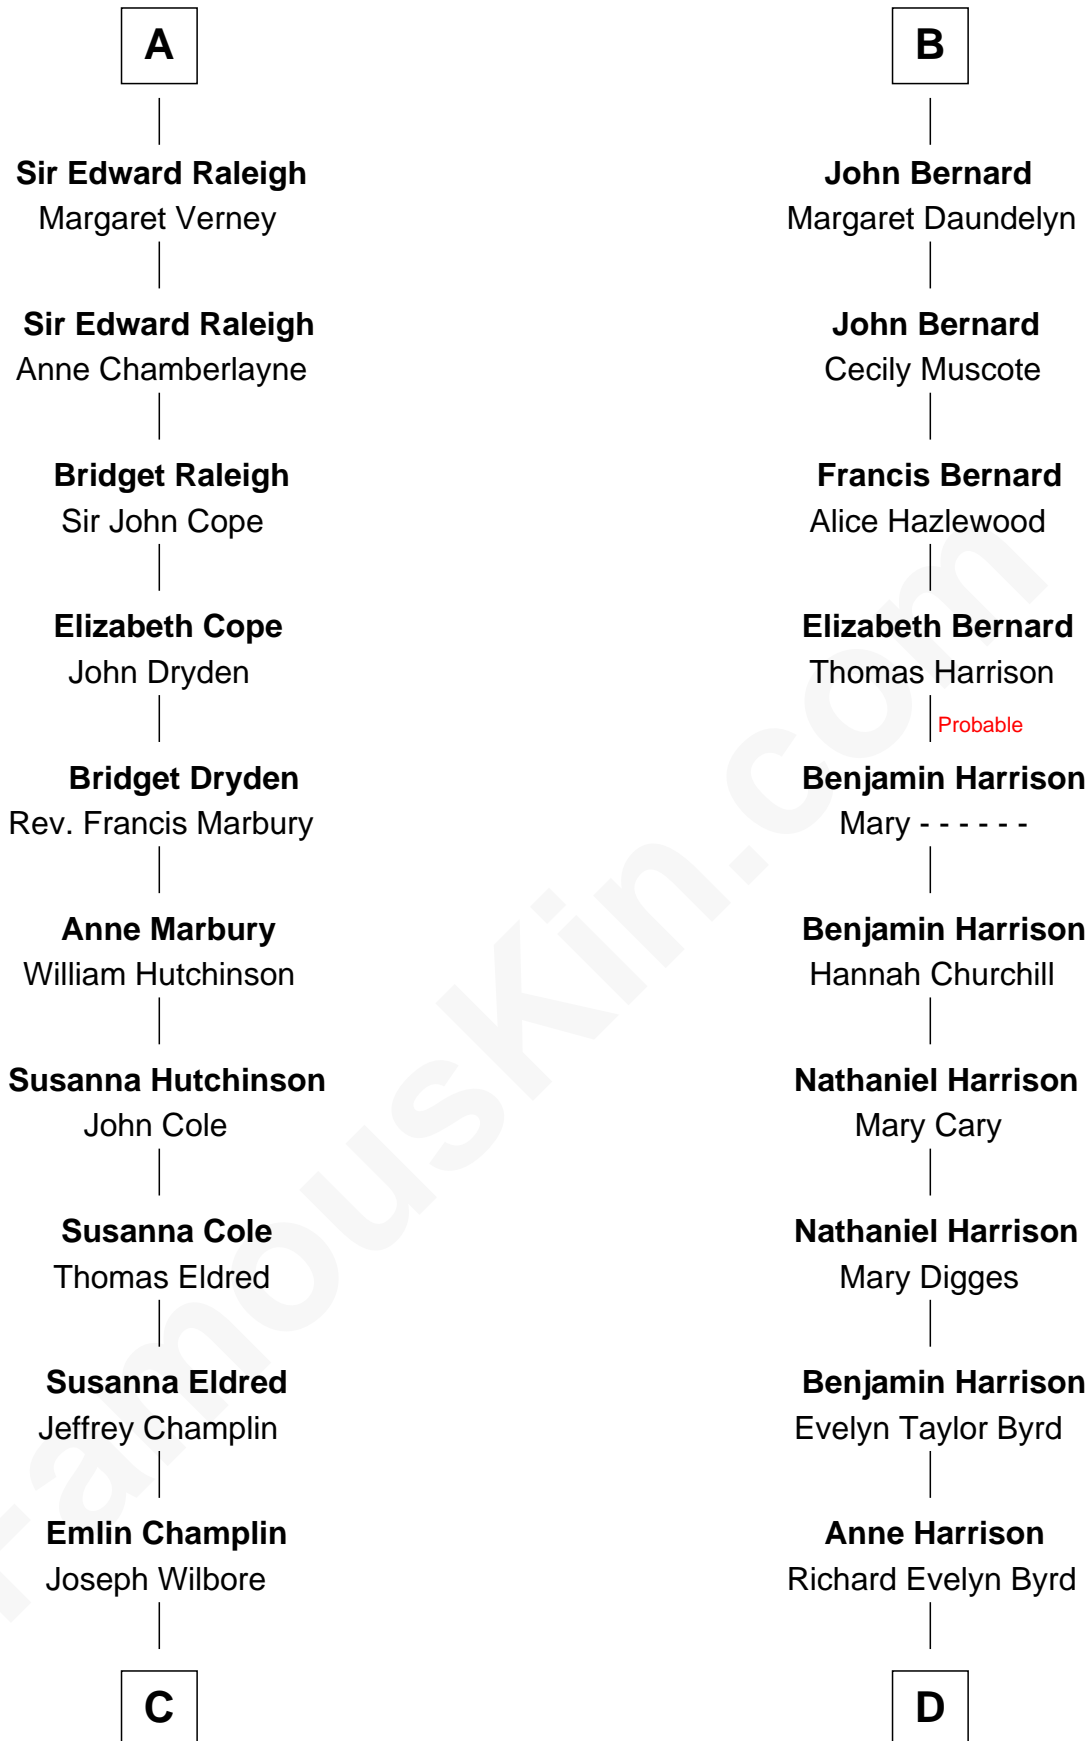 A
Sir Edward Raleigh
Margaret Verney
Sir Edward Raleigh
Anne Chamberlayne
Bridget Raleigh
Sir John Cope
Elizabeth Cope
John Dryden
Bridget Dryden
Rev. Francis Marbury
Anne Marbury
William Hutchinson
Susanna Hutchinson
John Cole
Susanna Cole
Thomas Eldred
Susanna Eldred
Jeffrey Champlin
Emlin Champlin
Joseph Wilbore
C
B
John Bernard
Margaret Daundelyn
John Bernard
Cecily Muscote
Francis Bernard
Alice Hazlewood
Elizabeth Bernard
Thomas Harrison
Probable
Benjamin Harrison
Mary - - - - - -
Benjamin Harrison
Hannah Churchill
Nathaniel Harrison
Mary Cary
Nathaniel Harrison
Mary Digges
Benjamin Harrison
Evelyn Taylor Byrd
Anne Harrison
Richard Evelyn Byrd
D
FamousKin.com